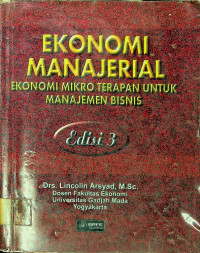 EKONOMI
MANAJERIAL
EKONOMI MIKRO TERAPAN UNTUK
MANAJEMEN BISNIS
Edisi 3
Drs. Lincolin Arsyad, M.Sc.
Dosen Fakultas Ekonomi
Universitas Gadjah Mada
Yogyakarta